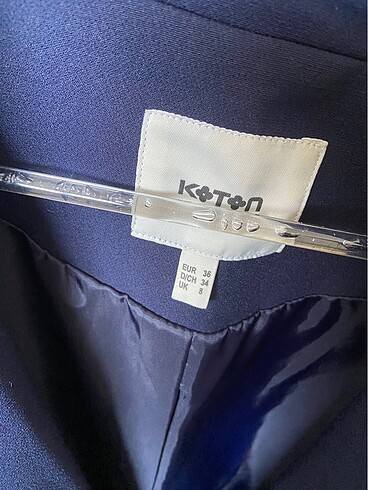 KOTON
EUR 36
D/CH 34
UK 8